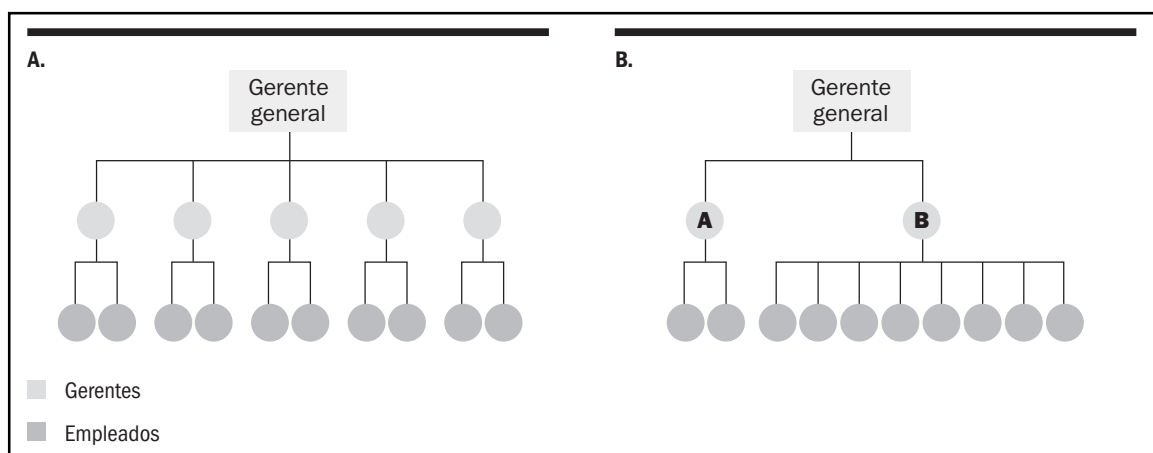 A.
Gerente
general
Gerentes
Empleados
B.
Gerente
general
A
B